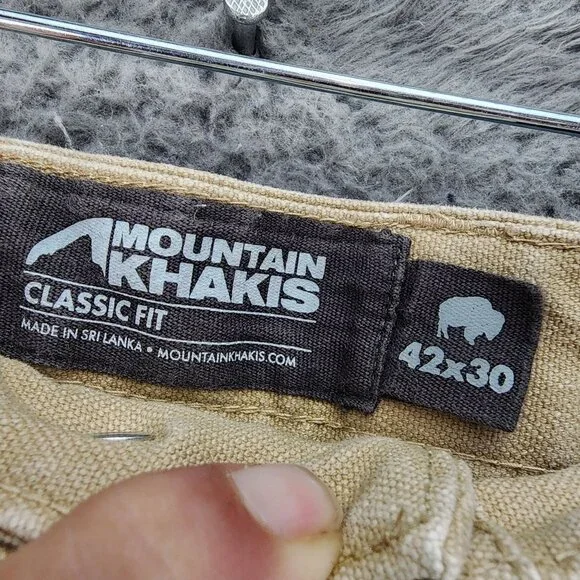 MOUNTAIN
KHAKIS
CLASSIC FIT
MADE IN SRI LANKA • MOUNTAINKHAKIS.COM
42x30